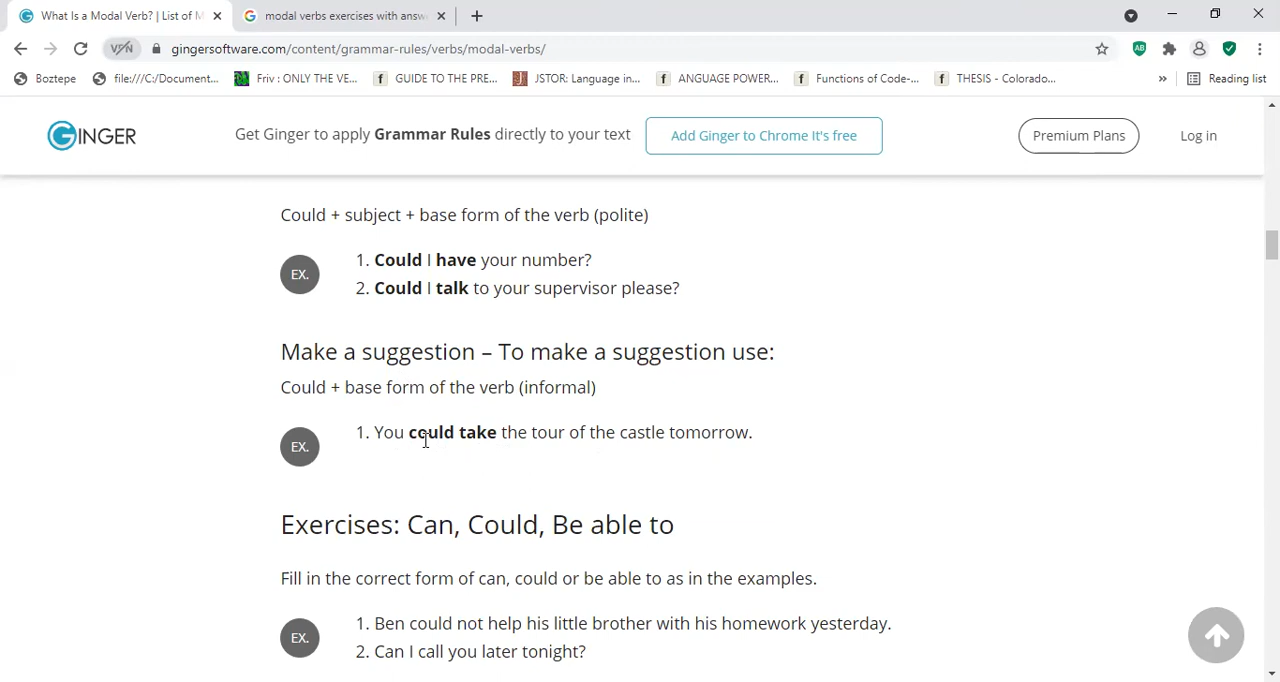 What Is a Modal Verb? | List of M
modal verbs exercises with answ
VPN
gingersoftware.com/content/grammar-rules/verbs/modal-verbs/
AB
Boztepe
file:///C:/Document...
Friv : ONLY THE VE...
GUIDE TO THE PRE...
JSTOR: Language in...
ANGUAGE POWER...
Functions of Code-...
THESIS - Colorado...
»
Reading list
GINGER
Get Ginger to apply Grammar Rules directly to your text
Add Ginger to Chrome It's free
Premium Plans
Log in
Could + subject + base form of the verb (polite)
EX.
1. Could I have your number?
2. Could I talk to your supervisor please?
Make a suggestion – To make a suggestion use:
Could + base form of the verb (informal)
EX.
1. You could take the tour of the castle tomorrow.
Exercises: Can, Could, Be able to
Fill in the correct form of can, could or be able to as in the examples.
EX.
1. Ben could not help his little brother with his homework yesterday.
2. Can I call you later tonight?